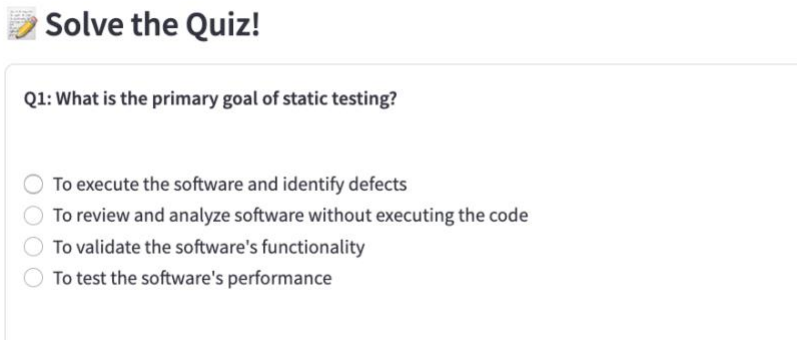 Solve the Quiz!
Q1: What is the primary goal of static testing?
To execute the software and identify defects
To review and analyze software without executing the code
To validate the software's functionality
To test the software's performance